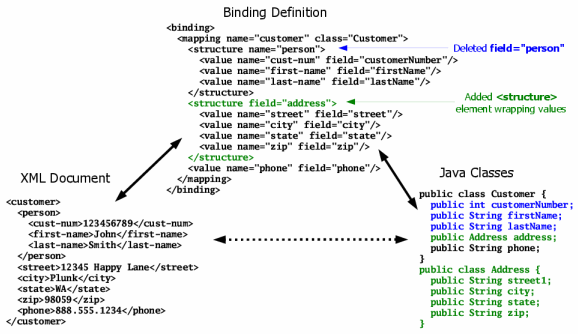 Binding Definition
<binding>
<mapping name="customer" class="Customer">
<structure name="person">
Deleted field="person"
<value name="cust-num" field="customerNumber"/>
<value name="first-name" field="firstName"/>
<value name="last-name" field="lastName"/>
</structure>
<structure field="address">
Added <structure>
element wrapping values
<value name="street" field="street"/>
<value name="city" field="city"/>
<value name="state" field="state"/>
<value name="zip" field="zip"/>
</structure>
<value name="phone" field="phone"/>
</mapping>
</binding>
XML Document
<customer>
<person>
<cust-num>123456789</cust-num>
<first-name>John</first-name>
<last-name>Smith</last-name>
</person>
<street>12345 Happy Lane</street>
<city>Plunk</city>
<state>WA</state>
<zip>98059</zip>
<phone>888.555.1234</phone>
</customer>
Java Classes
public class Customer {
public int customerNumber;
public String firstName;
public String lastName;
public Address address;
public String phone;
}
public class Address {
public String street1;
public String city;
public String state;
public String zip;
}